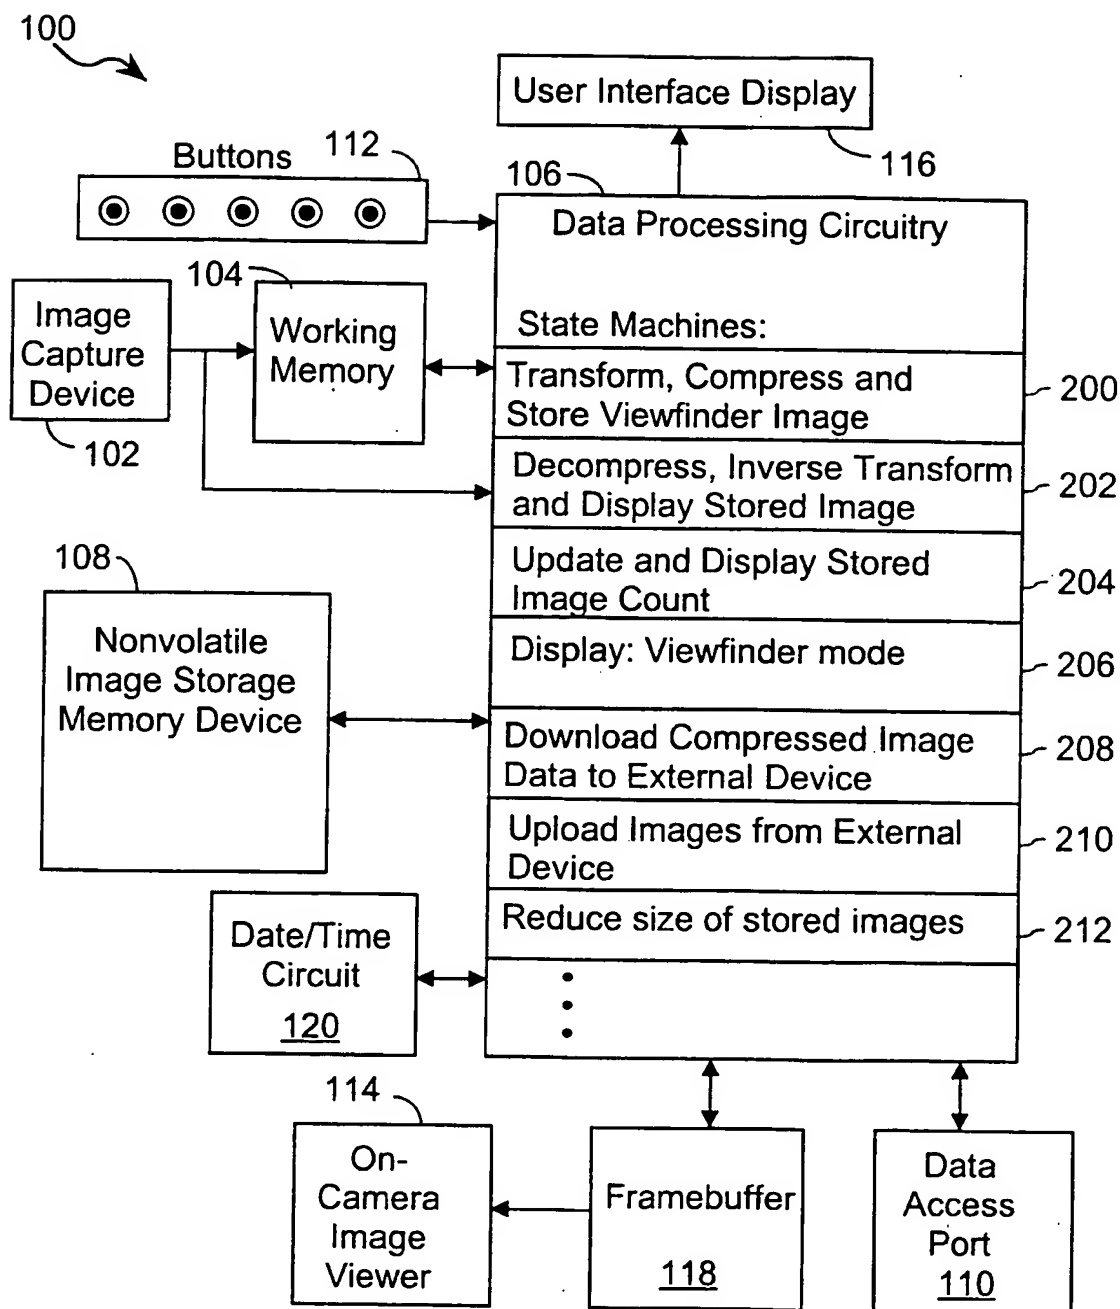 100
User Interface Display
116
Buttons
112
106
Data Processing Circuitry
State Machines:
104
Image
Capture
Device
102
Working
Memory
Transform, Compress and
Store Viewfinder Image
200
Decompress, Inverse Transform
and Display Stored Image
202
Update and Display Stored
Image Count
204
Display: Viewfinder mode
206
108
Nonvolatile
Image Storage
Memory Device
Download Compressed Image
Data to External Device
208
Upload Images from External
Device
210
Reduce size of stored images
212
Date/Time
Circuit
120
114
On-
Camera
Image
Viewer
Framebuffer
118
Data
Access
Port
110